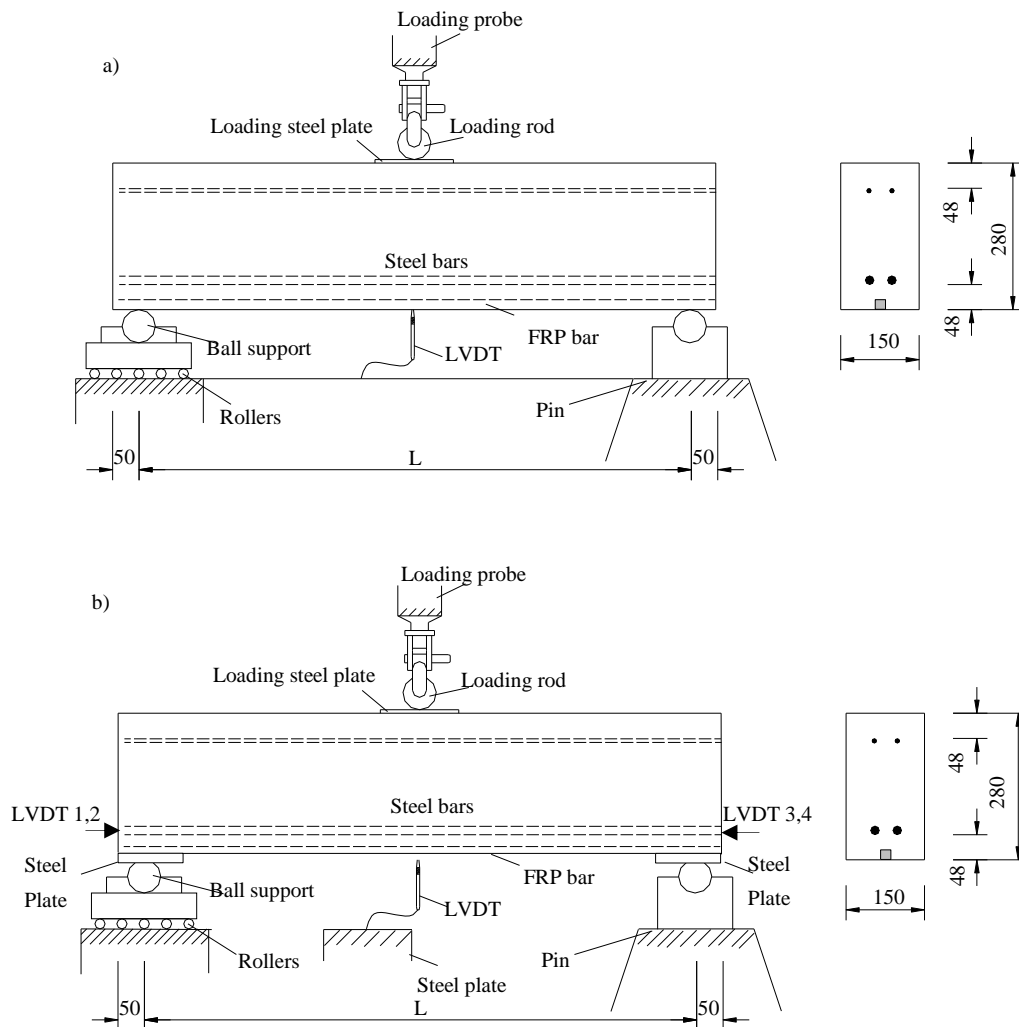 Loading probe
a)
Loading steel plate
Loading rod
Steel bars
FRP bar
Ball support
LVDT
Rollers
Pin
50
L
50
48
280
48
150
Loading probe
b)
Loading steel plate
Loading rod
LVDT 1,2
Steel bars
LVDT 3,4
Steel
Plate
Ball support
FRP bar
Steel
Plate
LVDT
Rollers
Pin
Steel plate
50
L
50
48
280
48
150